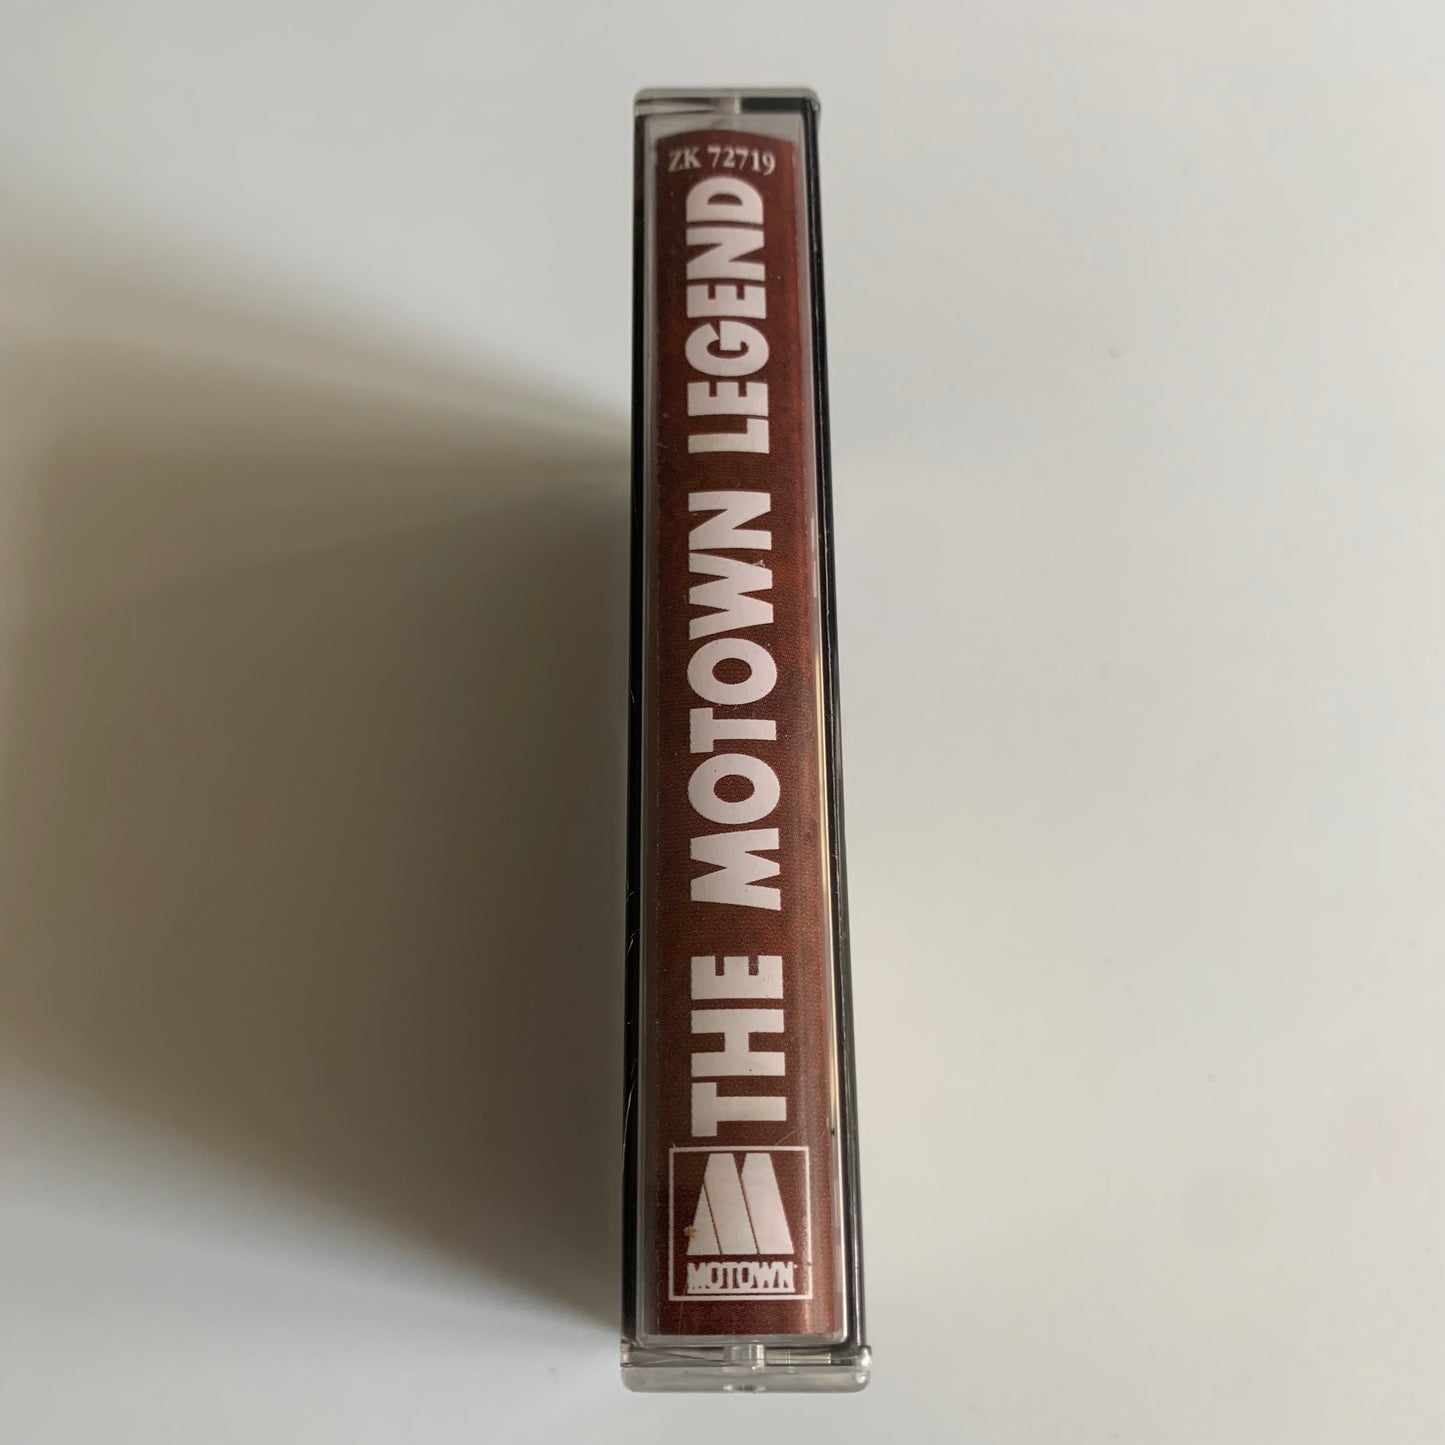 ZK 72719
THE MOTOWN LEGEND
MOTOWN